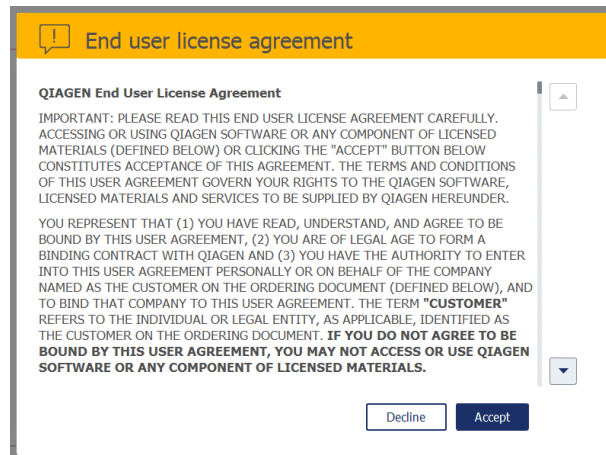 End user license agreement
QIAGEN End User License Agreement
IMPORTANT: PLEASE READ THIS END USER LICENSE AGREEMENT CAREFULLY.
ACCESSING OR USING QIAGEN SOFTWARE OR ANY COMPONENT OF LICENSED
MATERIALS (DEFINED BELOW) OR CLICKING THE "ACCEPT" BUTTON BELOW
CONSTITUTES ACCEPTANCE OF THIS AGREEMENT. THE TERMS AND CONDITIONS
OF THIS USER AGREEMENT GOVERN YOUR RIGHTS TO THE QIAGEN SOFTWARE,
LICENSED MATERIALS AND SERVICES TO BE SUPPLIED BY QIAGEN HEREUNDER.
YOU REPRESENT THAT (1) YOU HAVE READ, UNDERSTAND, AND AGREE TO BE
BOUND BY THIS USER AGREEMENT, (2) YOU ARE OF LEGAL AGE TO FORM A
BINDING CONTRACT WITH QIAGEN AND (3) YOU HAVE THE AUTHORITY TO ENTER
INTO THIS USER AGREEMENT PERSONALLY OR ON BEHALF OF THE COMPANY
NAMED AS THE CUSTOMER ON THE ORDERING DOCUMENT (DEFINED BELOW), AND
TO BIND THAT COMPANY TO THIS USER AGREEMENT. THE TERM "CUSTOMER"
REFERS TO THE INDIVIDUAL OR LEGAL ENTITY, AS APPLICABLE, IDENTIFIED AS
THE CUSTOMER ON THE ORDERING DOCUMENT. IF YOU DO NOT AGREE TO BE
BOUND BY THIS USER AGREEMENT, YOU MAY NOT ACCESS OR USE QIAGEN
SOFTWARE OR ANY COMPONENT OF LICENSED MATERIALS.
Decline Accept